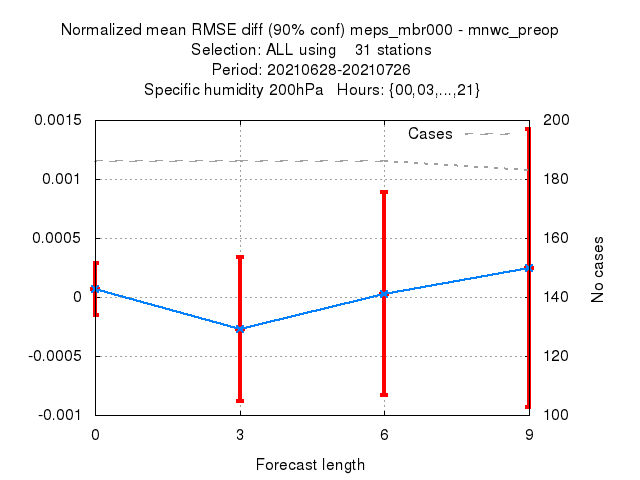 Normalized mean RMSE diff (90% conf) meps_mbr000 - mnwc_preop
Selection: ALL using    31 stations
Period: 20210628-20210726
Specific humidity 200hPa   Hours: {00,03,...,21}
0.0015
0.001
0.0005
0
-0.0005
-0.001
200
180
160
140
120
100
Cases
No cases
0 3 6 9
Forecast length